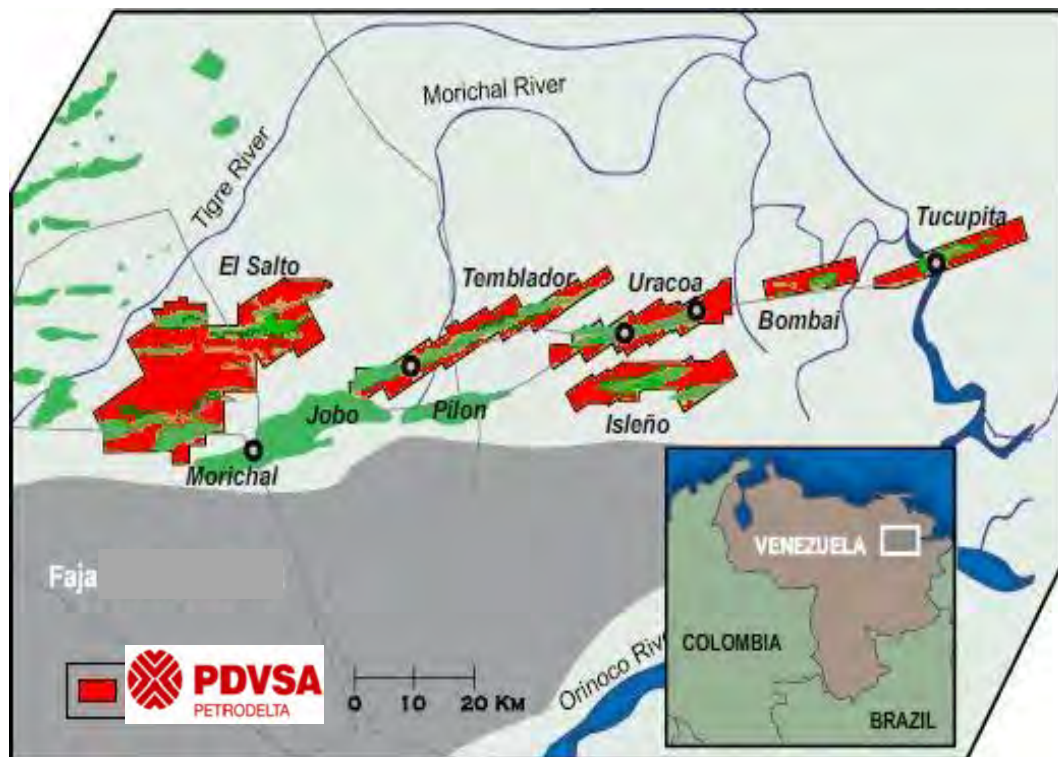 Morichal River
Tigre River
Tucupita
El Salto
Temblador
Uracoa
Bombai
Jobo
Pilon
Isleño
Morichal
VENEZUELA
Faja
COLOMBIA
PDVSA
PETRODELTA
0 10 20 KM
Orinoco Riv
BRAZIL